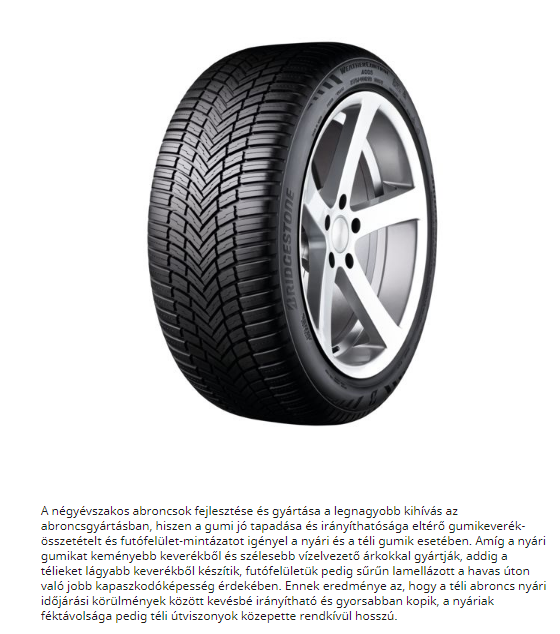 WEATHER CONTROL
A005
BRIDGESTONE
A négyévszakos abroncsok fejlesztése és gyártása a legnagyobb kihívás az
abroncsgyártásban, hiszen a gumi jó tapadása és irányíthatósága eltérő gumikeverék-
összetételt és futófelület-mintázatot igényel a nyári és a téli gumik esetében. Amíg a nyári
gumikat keményebb keverékből és szélesebb vízelvezető árkokkal gyártják, addig a
télieket lágyabb keverékből készítik, futófelületük pedig sűrűn lamellázott a havas úton
való jobb kapaszkodóképesség érdekében. Ennek eredménye az, hogy a téli abroncs nyári
időjárási körülmények között kevésbé irányítható és gyorsabban kopik, a nyáriak
féktávolsága pedig téli útviszonyok közepette rendkívül hosszú.